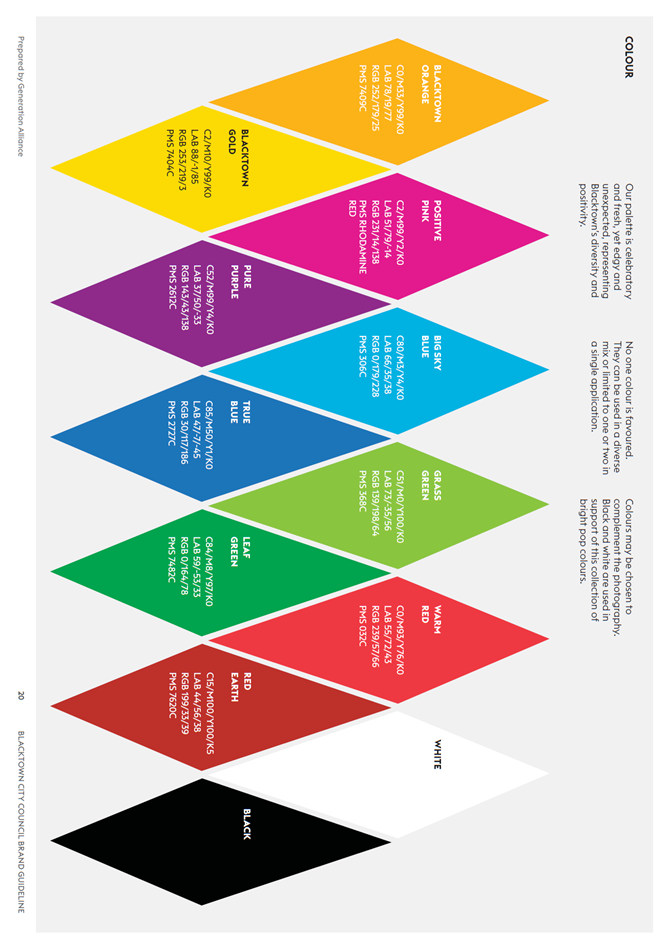 COLOUR
Our palette is celebratory
and fresh, yet edgy and
unexpected, representing
Blacktown's diversity and
positivity.
No one colour is favoured.
They can be used in a diverse
mix or limited to one or two in
a single application.
Colours may be chosen to
complement the photography.
Black and white are used in
support of this collection of
bright pop colours.
BLACKTOWN
ORANGE
C0/M33/Y99/K0
LAB 78/19/77
RGB 252/179/25
PMS 7409C
POSITIVE
PINK
C2/M99/Y2/K0
LAB 51/79/-14
RGB 231/14/138
PMS RHODAMINE
RED
BIG SKY
BLUE
C80/M3/Y4/K0
LAB 66/35/38
RGB 0/179/228
PMS 306C
GRASS
GREEN
C51/M0/Y100/K0
LAB 73/-35/56
RGB 139/198/64
PMS 368C
WARM
RED
C0/M93/Y76/K0
LAB 55/72/43
RGB 239/57/66
PMS 032C
WHITE
BLACKTOWN
GOLD
C2/M10/Y99/K0
LAB 88/-1/85
RGB 253/219/3
PMS 7404C
PURE
PURPLE
C52/M99/Y4/K0
LAB 37/50/-33
RGB 143/43/138
PMS 2612C
TRUE
BLUE
C85/M50/Y1/K0
LAB 47/-7/-45
RGB 30/117/186
PMS 2727C
LEAF
GREEN
C84/M8/Y97/K0
LAB 59/-53/33
RGB 0/164/78
PMS 7482C
RED
EARTH
C15/M100/Y100/K5
LAB 44/56/38
RGB 199/33/39
PMS 7620C
BLACK
Prepared by Generation Alliance
20
BLACKTOWN CITY COUNCIL BRAND GUIDELINE